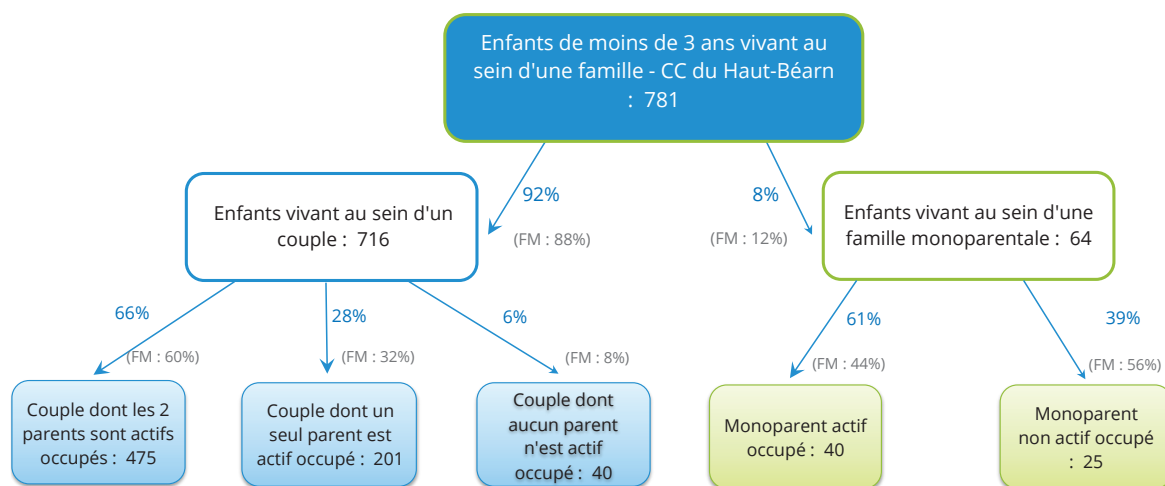 Enfants de moins de 3 ans vivant au
sein d'une famille - CC du Haut-Béarn
: 781
92%
8%
(FM : 88%)
(FM : 12%)
Enfants vivant au sein d'un
couple : 716
Enfants vivant au sein d'une
famille monoparentale : 64
66%
28%
6%
61%
39%
(FM : 60%)
(FM : 32%)
(FM : 8%)
(FM : 44%)
(FM : 56%)
Couple dont les 2
parents sont actifs
occupés : 475
Couple dont un
seul parent est
actif occupé : 201
Couple dont
aucun parent
n'est actif
occupé : 40
Monoparent actif
occupé : 40
Monoparent
non actif occupé
: 25